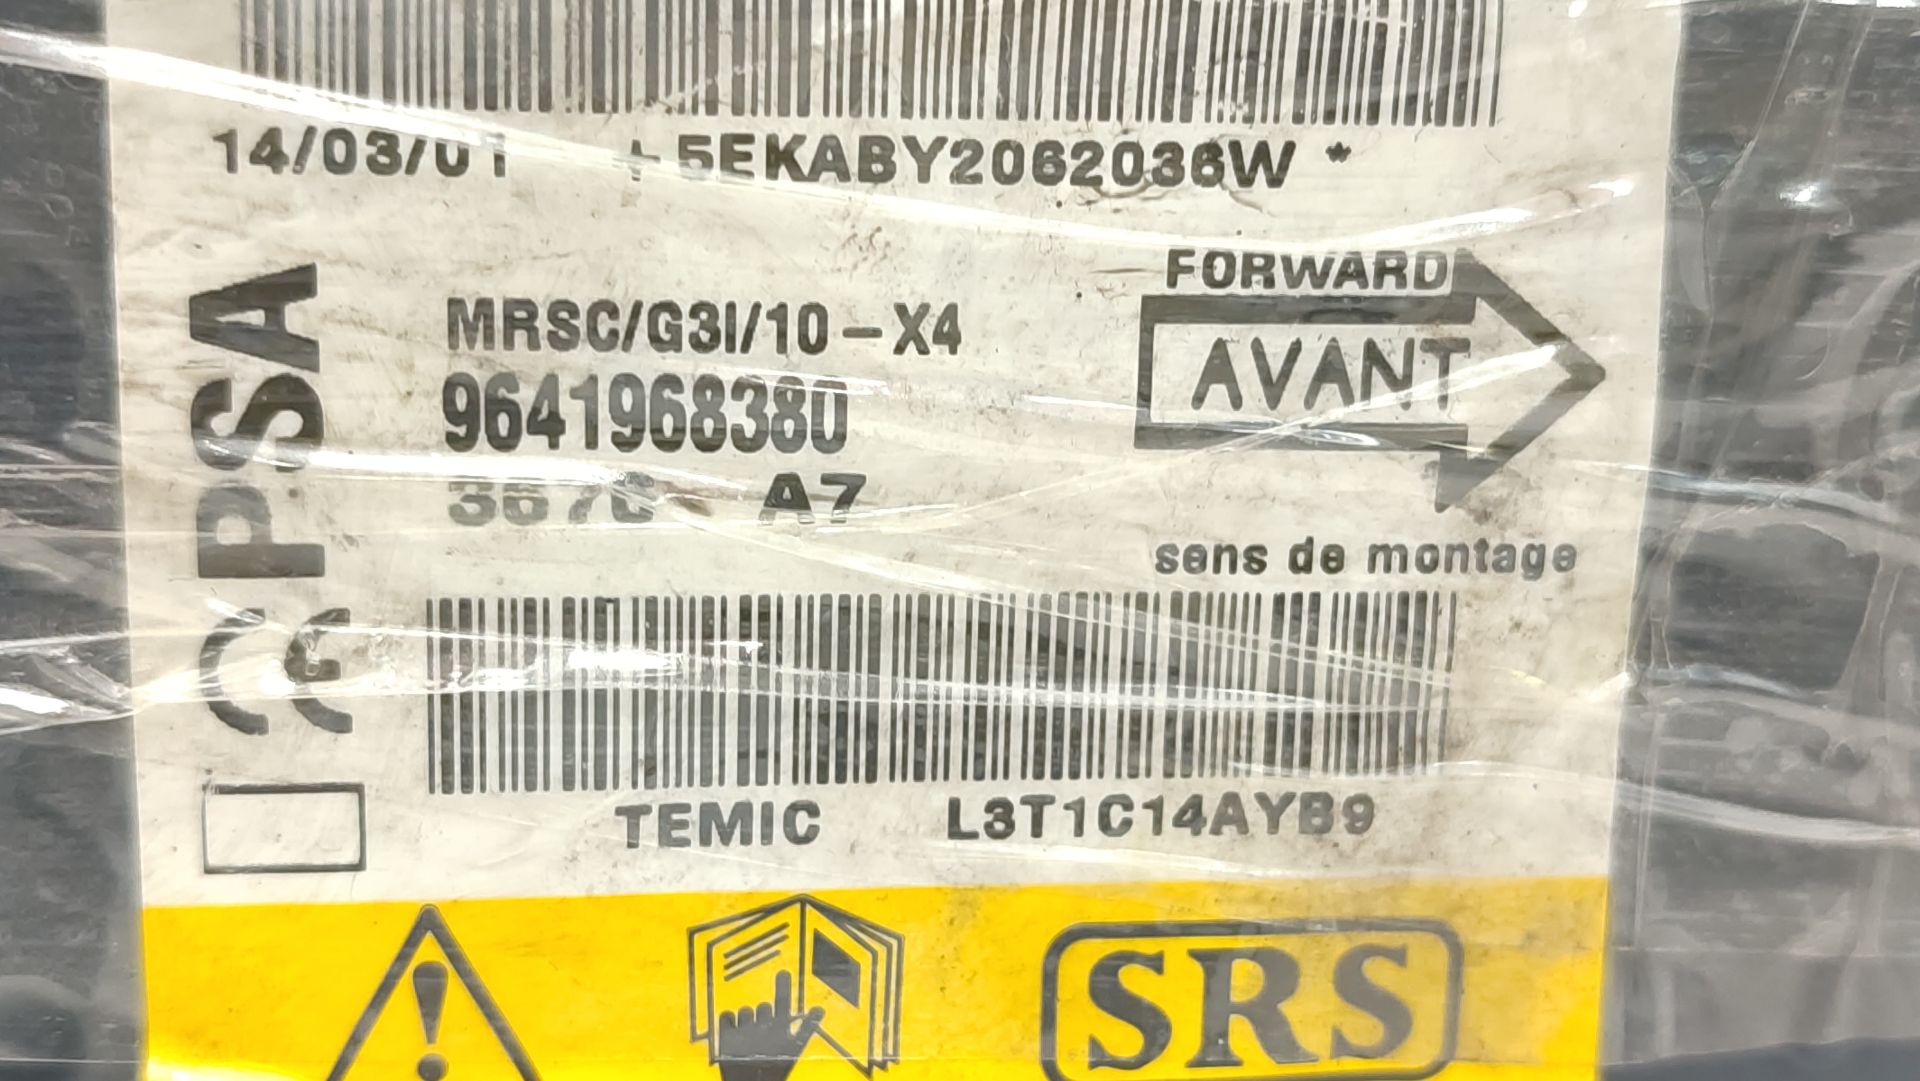 14/03/01 +5EKABY2062036W *
PSA
FORWARD
AVANT
MRSC/G3I/10-X4
9641968380
367C A7
sens de montage
TEMIC L3T1C14AYB9
SRS